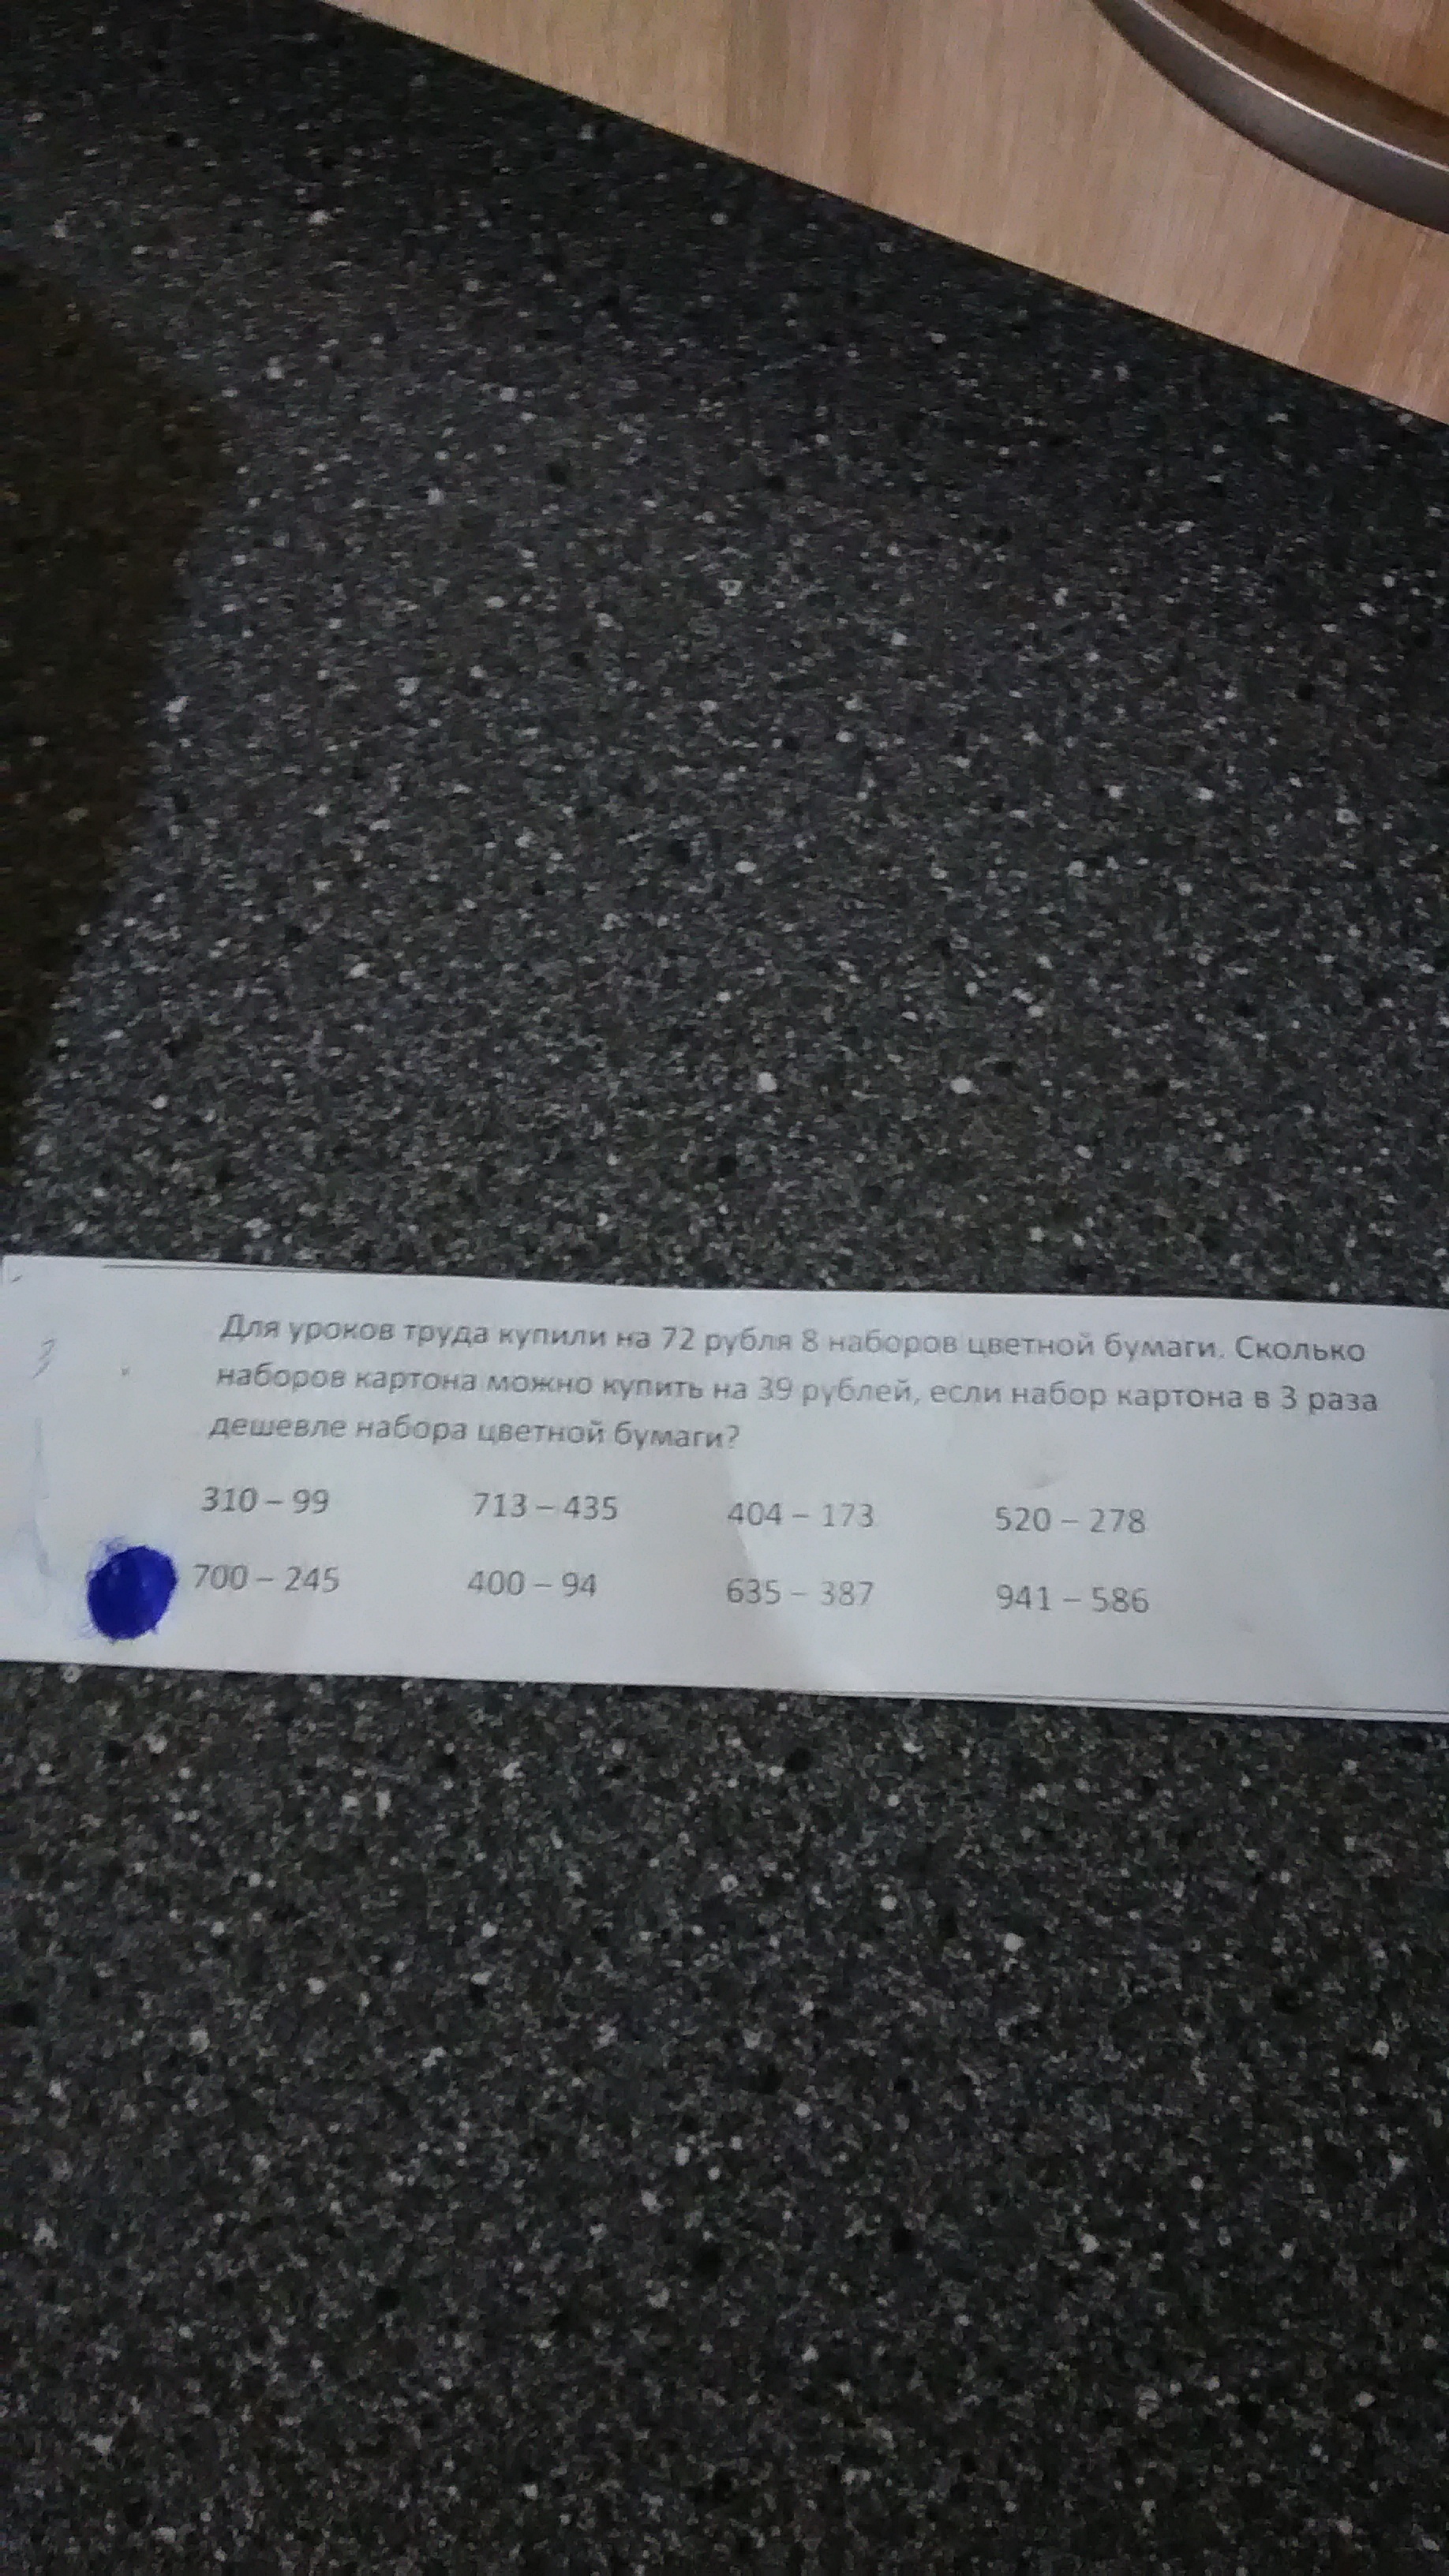 Для уроков труда купили на 72 рубля 8 наборов цветной бумаги. Сколько
наборов картона можно купить на 39 рублей, если набор картона в 3 раза
дешевле набора цветной бумаги?
310 – 99 713 – 435 404 – 173 520 – 278
700 – 245 400 – 94 635 – 387 941 – 586